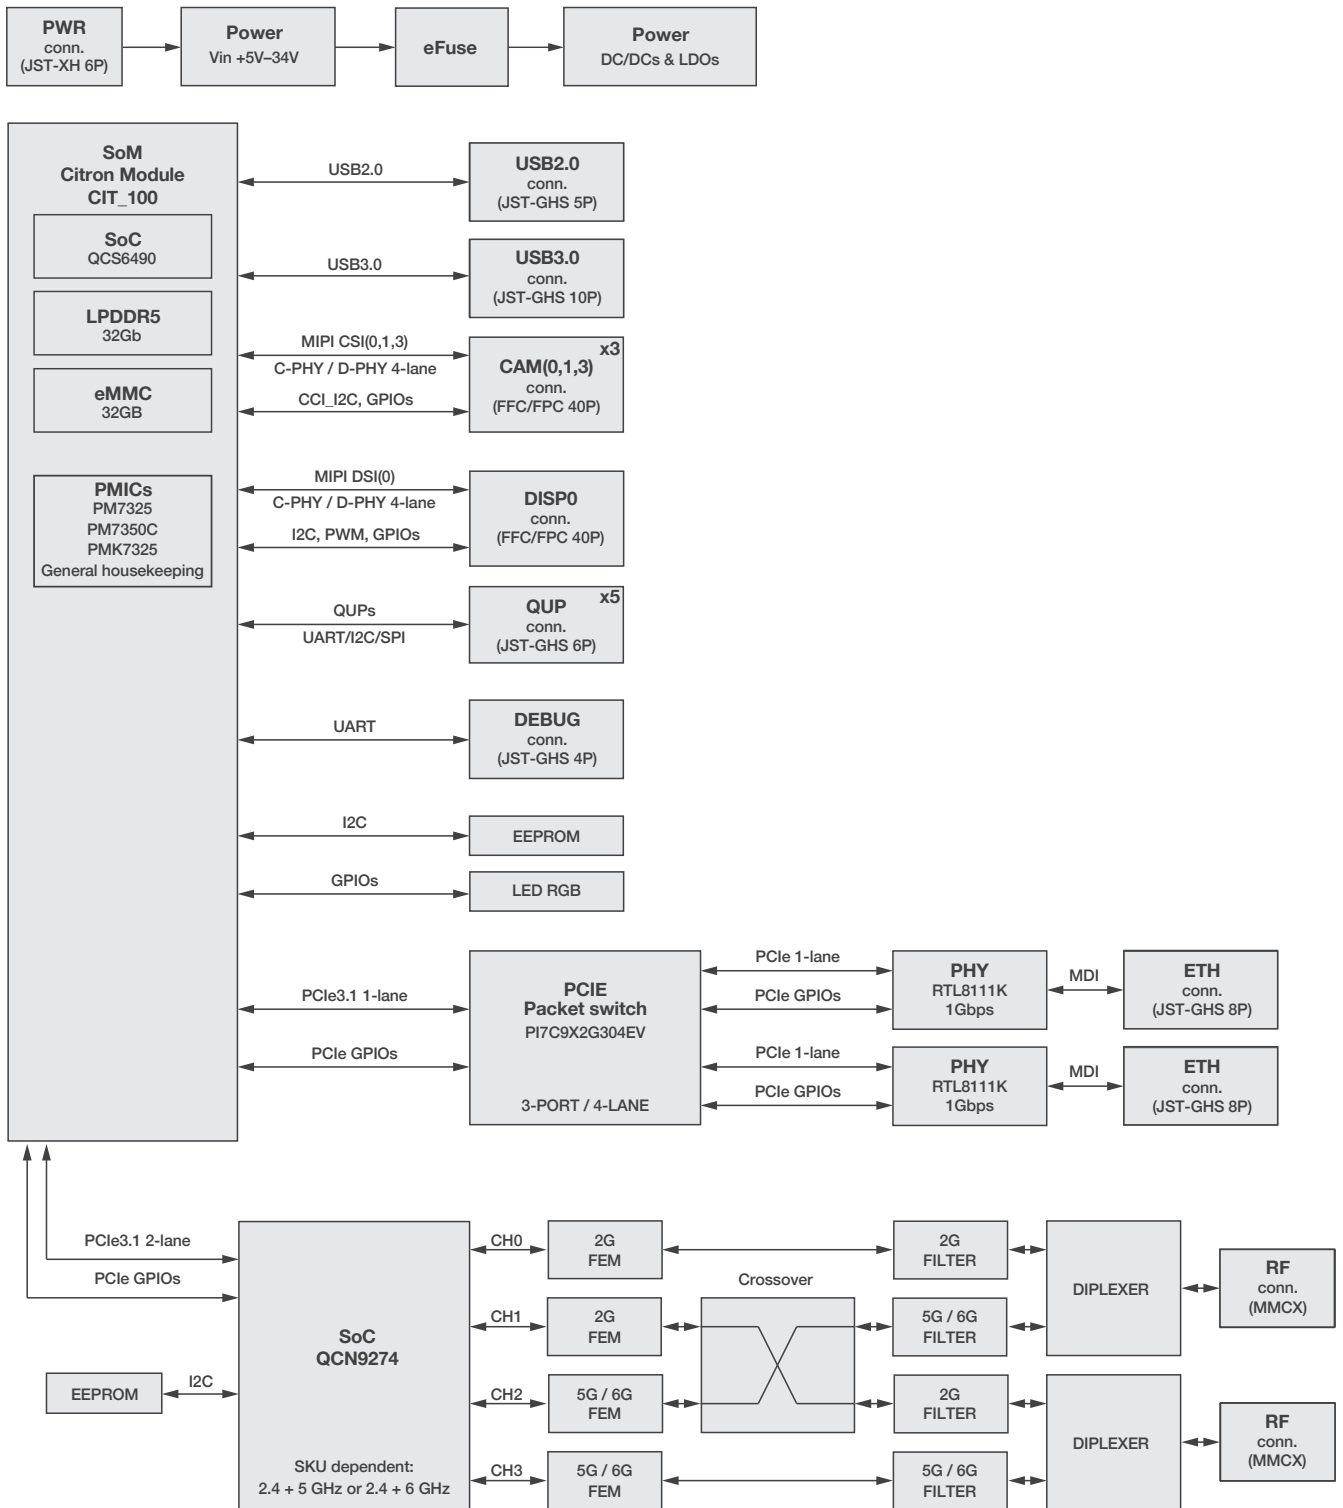 PWR
conn.
(JST-XH 6P)
Power
Vin +5V–34V
eFuse
Power
DC/DCs & LDOs
SoM
Citron Module
CIT_100
SoC
QCS6490
LPDDR5
32Gb
eMMC
32GB
PMICs
PM7325
PM7350C
PMK7325
General housekeeping
USB2.0
USB2.0
conn.
(JST-GHS 5P)
USB3.0
USB3.0
conn.
(JST-GHS 10P)
MIPI CSI(0,1,3)
C-PHY / D-PHY 4-lane
CCI_I2C, GPIOs
x3
CAM(0,1,3)
conn.
(FFC/FPC 40P)
MIPI DSI(0)
C-PHY / D-PHY 4-lane
I2C, PWM, GPIOs
DISP0
conn.
(FFC/FPC 40P)
QUPs
UART/I2C/SPI
x5
QUP
conn.
(JST-GHS 6P)
UART
DEBUG
conn.
(JST-GHS 4P)
I2C
EEPROM
GPIOs
LED RGB
PCIe3.1 1-lane
PCIe GPIOs
PCIE
Packet switch
PI7C9X2G304EV
3-PORT / 4-LANE
PCIe 1-lane
PCIe GPIOs
PHY
RTL8111K
1Gbps
MDI
ETH
conn.
(JST-GHS 8P)
PCIe 1-lane
PCIe GPIOs
PHY
RTL8111K
1Gbps
MDI
ETH
conn.
(JST-GHS 8P)
PCIe3.1 2-lane
PCIe GPIOs
EEPROM
I2C
SoC
QCN9274
SKU dependent:
2.4 + 5 GHz or 2.4 + 6 GHz
CH0
2G
FEM
2G
FILTER
CH1
2G
FEM
Crossover
5G / 6G
FILTER
DIPLEXER
RF
conn.
(MMCX)
CH2
5G / 6G
FEM
2G
FILTER
CH3
5G / 6G
FEM
5G / 6G
FILTER
DIPLEXER
RF
conn.
(MMCX)